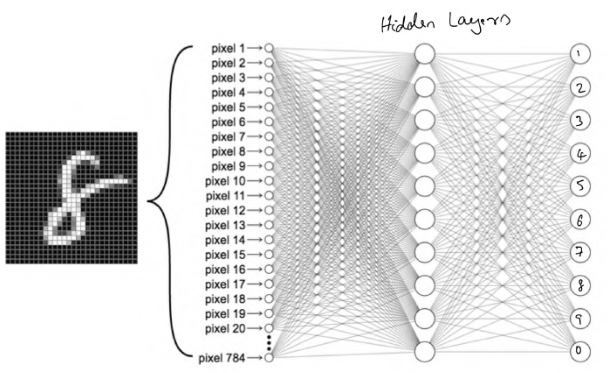 Hidden Layers
pixel 1
pixel 2
pixel 3
pixel 4
pixel 5
pixel 6
pixel 7
pixel 8
pixel 9
pixel 10
pixel 11
pixel 12
pixel 13
pixel 14
pixel 15
pixel 16
pixel 17
pixel 18
pixel 19
pixel 20
pixel 784
1
2
3
4
5
6
7
8
9
0
8